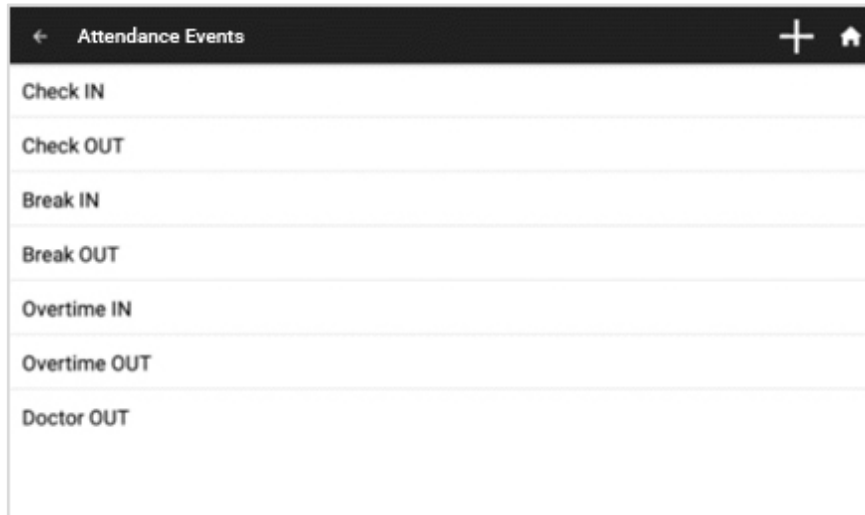 Attendance Events
Check IN
Check OUT
Break IN
Break OUT
Overtime IN
Overtime OUT
Doctor OUT